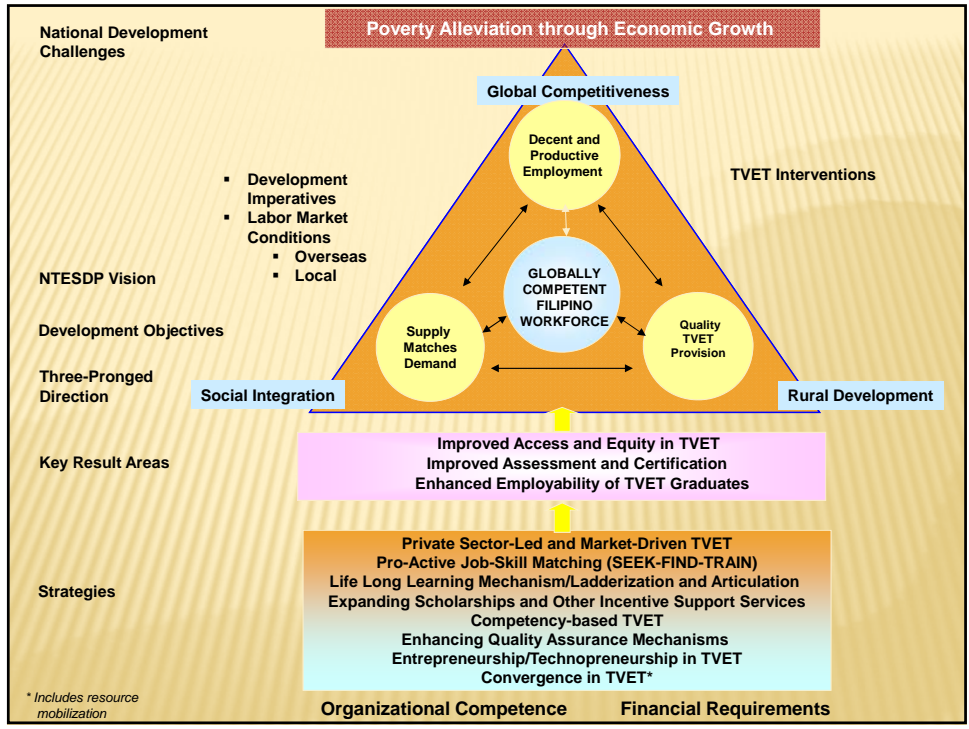 National Development
Challenges
Poverty Alleviation through Economic Growth
Global Competitiveness
Decent and
Productive
Employment
TVET Interventions
▪ Development
Imperatives
▪ Labor Market
Conditions
▪ Overseas
▪ Local
NTESDP Vision
GLOBALLY
COMPETENT
FILIPINO
WORKFORCE
Development Objectives
Supply
Matches
Demand
Quality
TVET
Provision
Three-Pronged
Direction
Social Integration
Rural Development
Key Result Areas
Improved Access and Equity in TVET
Improved Assessment and Certification
Enhanced Employability of TVET Graduates
Strategies
Private Sector-Led and Market-Driven TVET
Pro-Active Job-Skill Matching (SEEK-FIND-TRAIN)
Life Long Learning Mechanism/Ladderization and Articulation
Expanding Scholarships and Other Incentive Support Services
Competency-based TVET
Enhancing Quality Assurance Mechanisms
Entrepreneurship/Technopreneurship in TVET
Convergence in TVET*
* Includes resource
mobilization
Organizational Competence
Financial Requirements